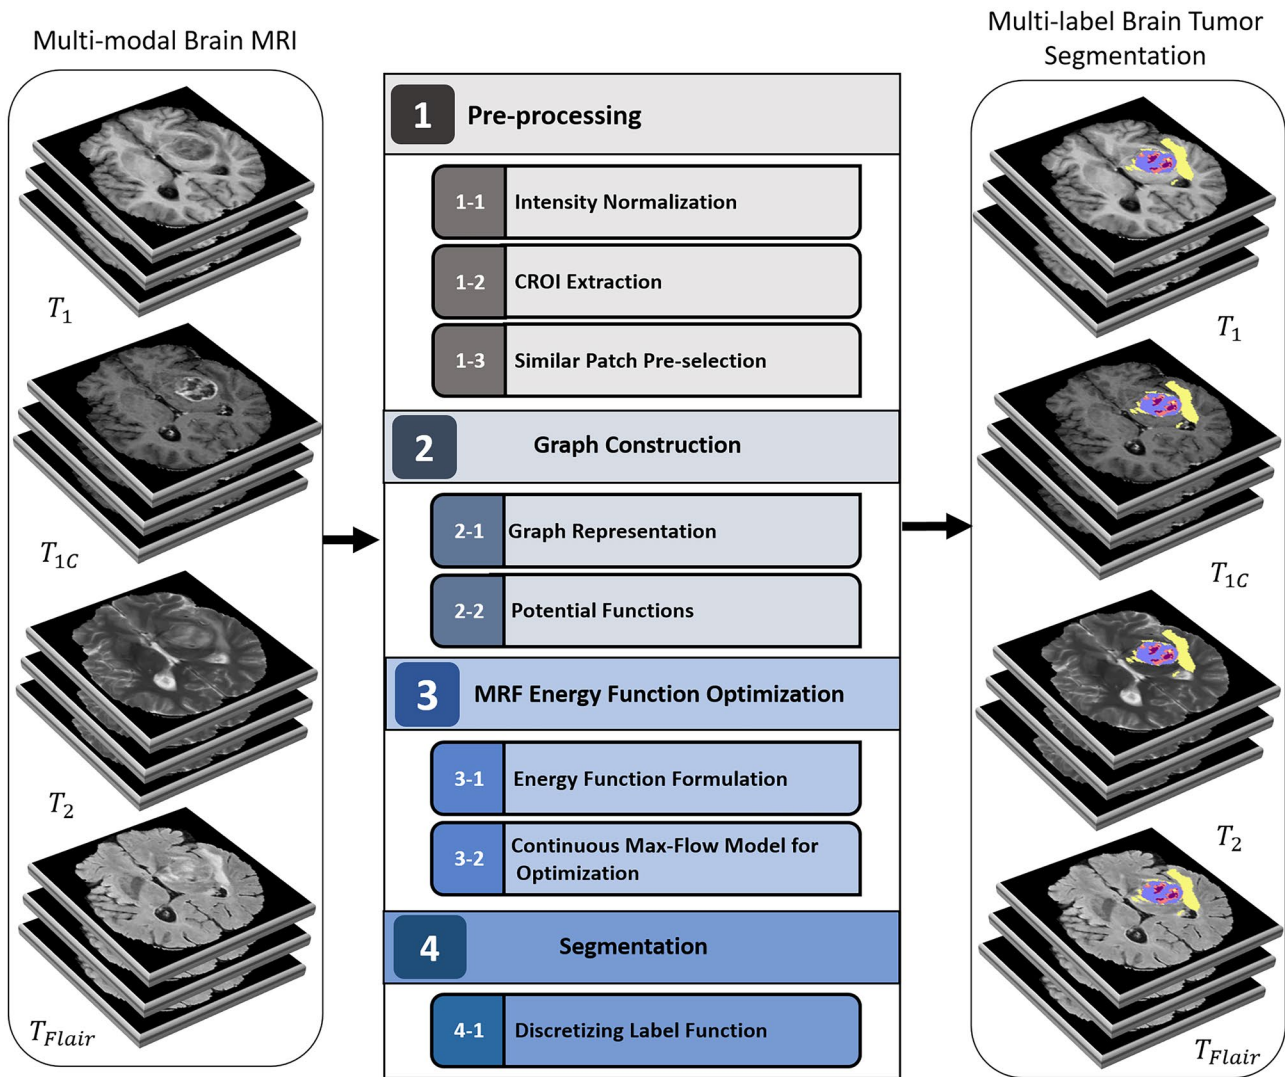 Multi-modal Brain MRI
T1
T1C
T2
TFlair
1 Pre-processing
1-1 Intensity Normalization
1-2 CROI Extraction
1-3 Similar Patch Pre-selection
2 Graph Construction
2-1 Graph Representation
2-2 Potential Functions
3 MRF Energy Function Optimization
3-1 Energy Function Formulation
3-2 Continuous Max-Flow Model for
Optimization
4 Segmentation
4-1 Discretizing Label Function
Multi-label Brain Tumor
Segmentation
T1
T1C
T2
TFlair